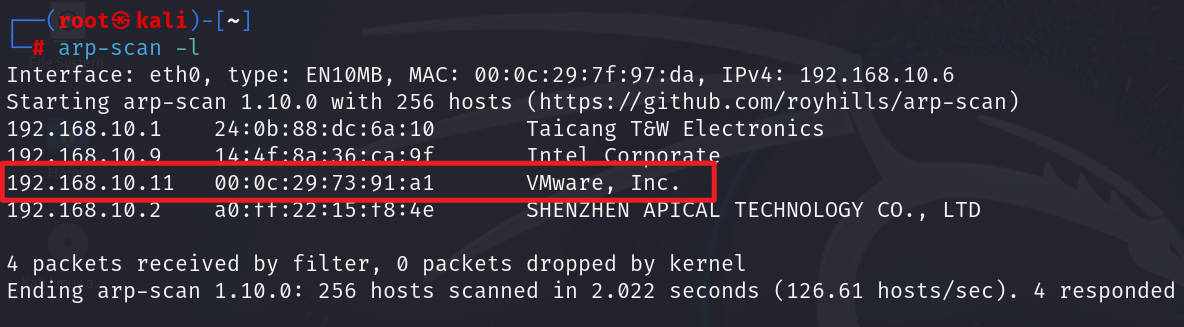 ┌──(root㉿kali)-[~]
└─# arp-scan -l
Interface: eth0, type: EN10MB, MAC: 00:0c:29:7f:97:da, IPv4: 192.168.10.6
Starting arp-scan 1.10.0 with 256 hosts (https://github.com/royhills/arp-scan)
192.168.10.1 24:0b:88:dc:6a:10 Taicang T&W Electronics
192.168.10.9 14:4f:8a:36:ca:9f Intel Corporate
192.168.10.11 00:0c:29:73:91:a1 VMware, Inc.
192.168.10.2 a0:ff:22:15:f8:4e SHENZHEN APICAL TECHNOLOGY CO., LTD
4 packets received by filter, 0 packets dropped by kernel
Ending arp-scan 1.10.0: 256 hosts scanned in 2.022 seconds (126.61 hosts/sec). 4 responded